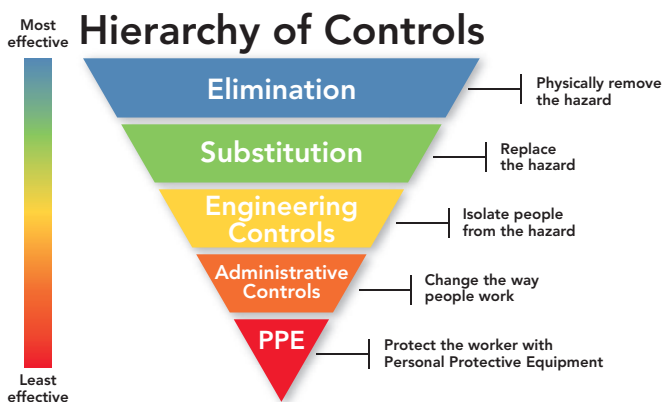 Most
effective
Hierarchy of Controls
Elimination
Physically remove
the hazard
Substitution
Replace
the hazard
Engineering
Controls
Isolate people
from the hazard
Administrative
Controls
Change the way
people work
PPE
Protect the worker with
Personal Protective Equipment
Least
effective